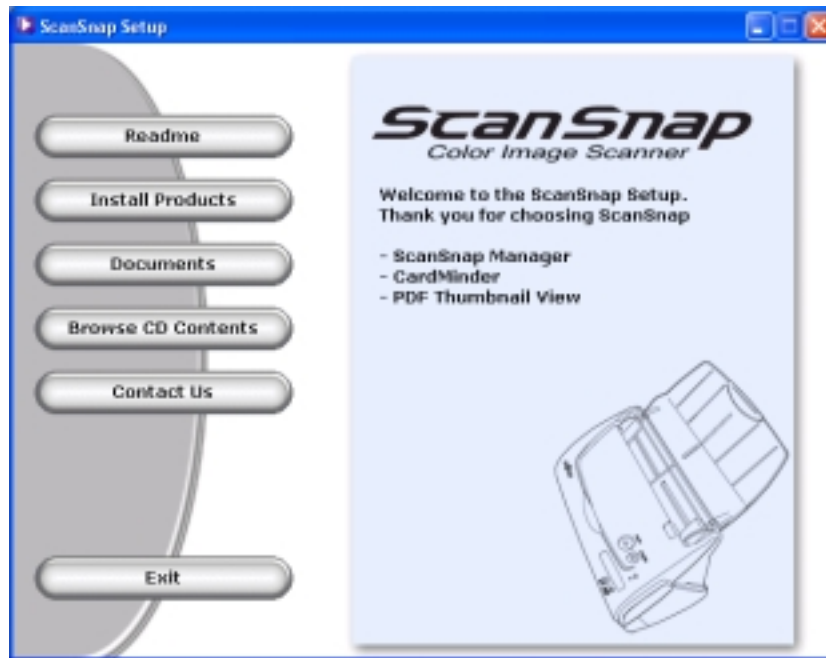 ScanSnap Setup
Readme
Install Products
Documents
Browse CD Contents
Contact Us
Exit
ScanSnap
Color Image Scanner
Welcome to the ScanSnap Setup.
Thank you for choosing ScanSnap
- ScanSnap Manager
- CardMinder
- PDF Thumbnail View